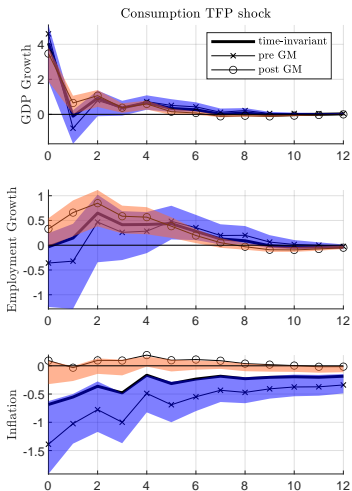 Consumption TFP shock
GDP Growth
4
2
0
time-invariant
pre GM
post GM
0 2 4 6 8 10 12
Employment Growth
1
0.5
0
-0.5
-1
0 2 4 6 8 10 12
Inflation
0
-0.5
-1
-1.5
0 2 4 6 8 10 12